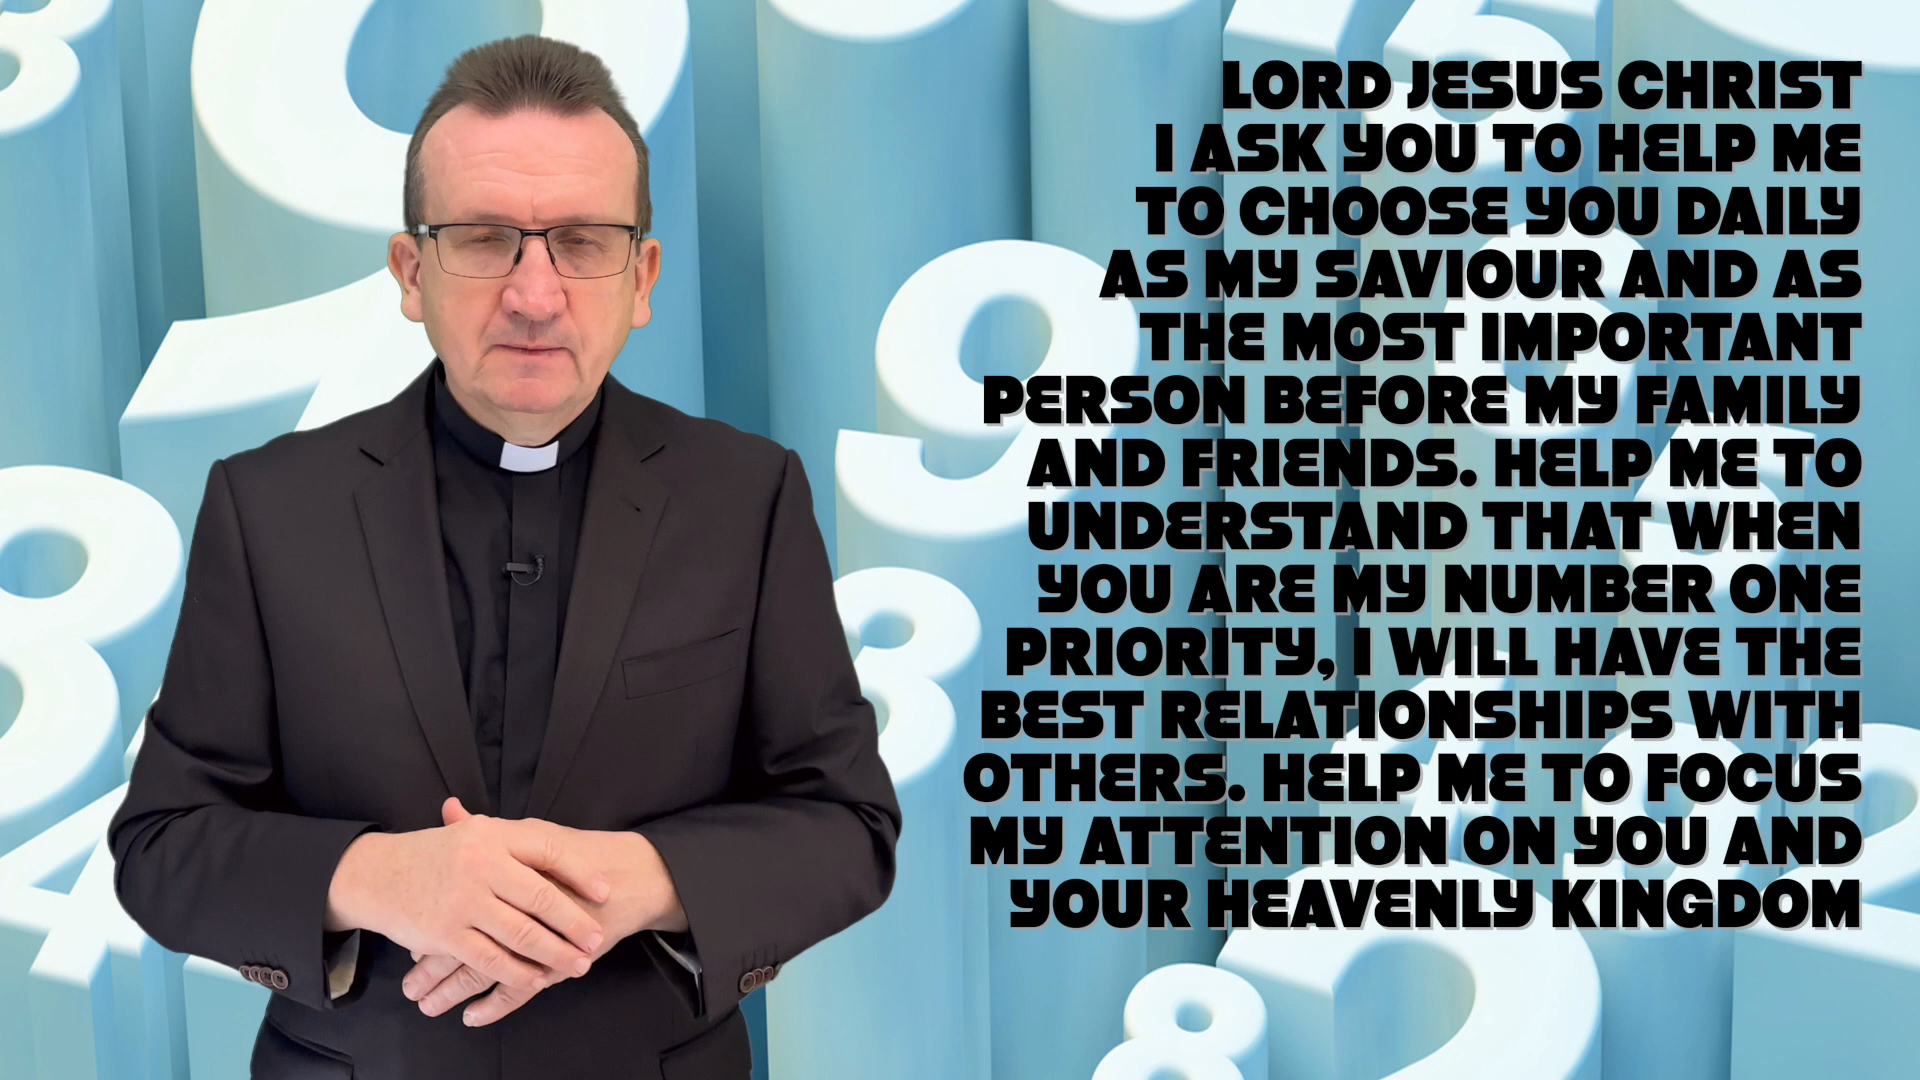 LORD JESUS CHRIST
I ASK YOU TO HELP ME
TO CHOOSE YOU DAILY
AS MY SAVIOUR AND AS
THE MOST IMPORTANT
PERSON BEFORE MY FAMILY
AND FRIENDS. HELP ME TO
UNDERSTAND THAT WHEN
YOU ARE MY NUMBER ONE
PRIORITY, I WILL HAVE THE
BEST RELATIONSHIPS WITH
OTHERS. HELP ME TO FOCUS
MY ATTENTION ON YOU AND
YOUR HEAVENLY KINGDOM